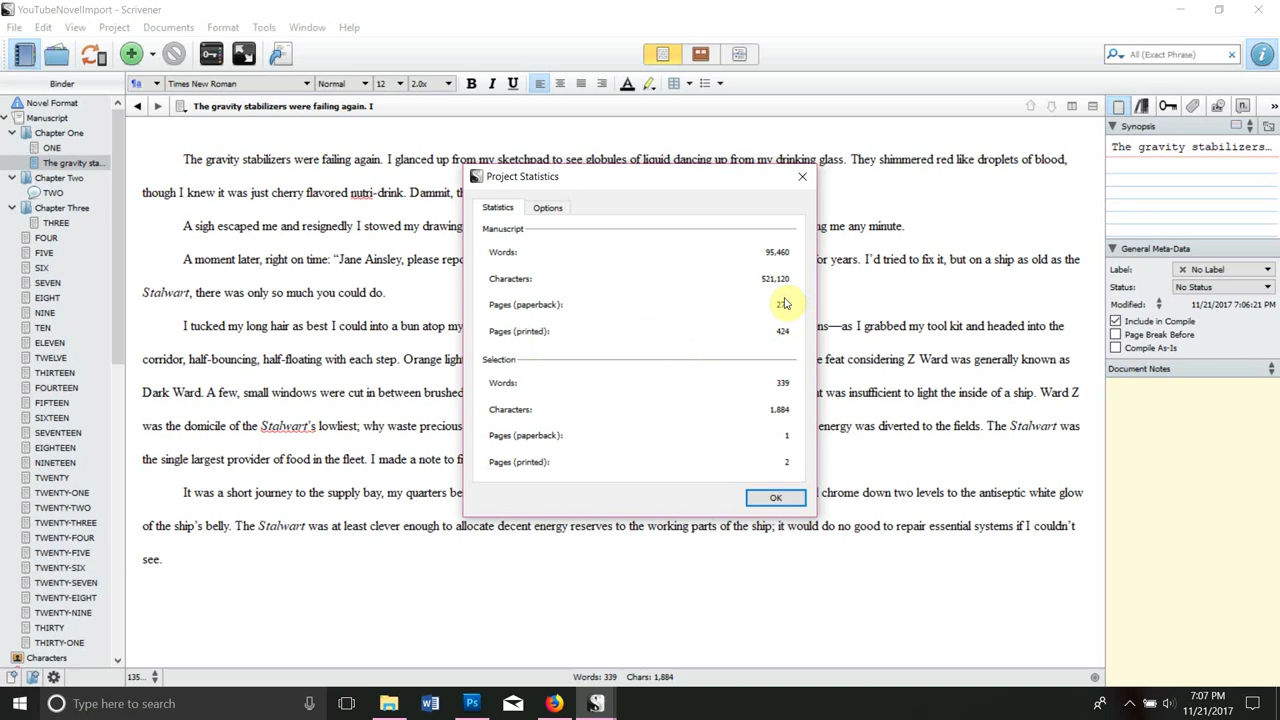 YouTubeNovelImport - Scrivener
File Edit View Project Documents Format Tools Window Help
All (Exact Phrase)
Binder
Times New Roman Normal 12 2.0x B I U A
Novel Format
Manuscript
Chapter One
ONE
The gravity sta...
Chapter Two
TWO
Chapter Three
THREE
FOUR
FIVE
SIX
SEVEN
EIGHT
NINE
TEN
ELEVEN
TWELVE
THIRTEEN
FOURTEEN
FIFTEEN
SIXTEEN
SEVENTEEN
EIGHTEEN
NINETEEN
TWENTY
TWENTY-ONE
TWENTY-TWO
TWENTY-THREE
TWENTY-FOUR
TWENTY-FIVE
TWENTY-SIX
TWENTY-SEVEN
TWENTY-EIGHT
TWENTY-NINE
THIRTY
THIRTY-ONE
Characters
The gravity stabilizers were failing again. I
The gravity stabilizers were failing again. I glanced up from my sketchpad to see globules of liquid dancing up from my drinking glass. They shimmered red like droplets of blood,
though I knew it was just cherry flavored nutri-drink. Dammit,
A sigh escaped me and resignedly I stowed my drawing me any minute.
A moment later, right on time: “Jane Ainsley, please for years. I’d tried to fix it, but on a ship as old as the
Stalwart, there was only so much you could do.
I tucked my long hair as best I could into a bun atop my as I grabbed my tool kit and headed into the
corridor, half-bouncing, half-floating with each step. Orange feat considering Z Ward was generally known as
Dark Ward. A few, small windows were cut in between brushed was insufficient to light the inside of a ship. Ward Z
was the domicile of the Stalwart’s lowliest; why waste precious energy was diverted to the fields. The Stalwart was
the single largest provider of food in the fleet. I made a note to
It was a short journey to the supply bay, my quarters chrome down two levels to the antiseptic white glow
of the ship’s belly. The Stalwart was at least clever enough to allocate decent energy reserves to the working parts of the ship; it would do no good to repair essential systems if I couldn’t
see.
Project Statistics
Statistics Options
Manuscript
Words: 95,460
Characters: 521,120
Pages (paperback):
Pages (printed): 424
Selection
Words: 339
Characters: 1,884
Pages (paperback): 1
Pages (printed): 2
OK
Synopsis
The gravity stabilizers...
General Meta-Data
Label: No Label
Status: No Status
Modified: 11/21/2017 7:06:21 PM
Include in Compile
Page Break Before
Compile As-Is
Document Notes
135... Words: 339 Chars: 1,884
Type here to search
7:07 PM
11/21/2017